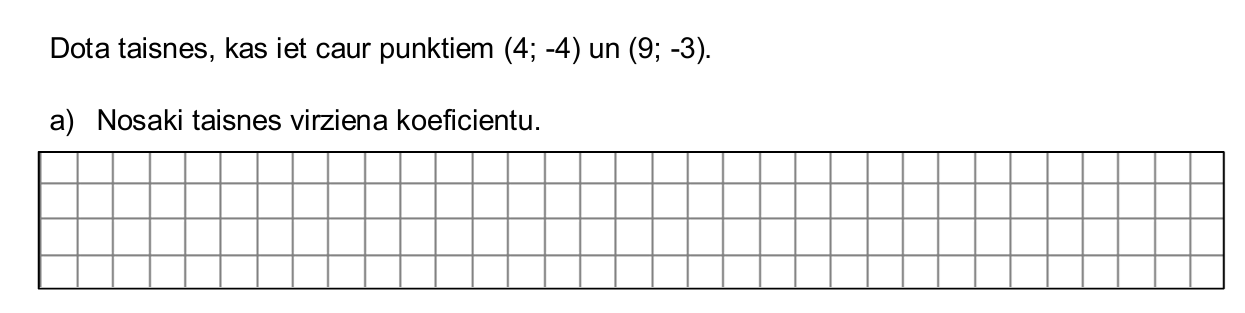 Dota taisnes, kas iet caur punktiem (4; -4) un (9; -3).
a) Nosaki taisnes virziena koeficientu.